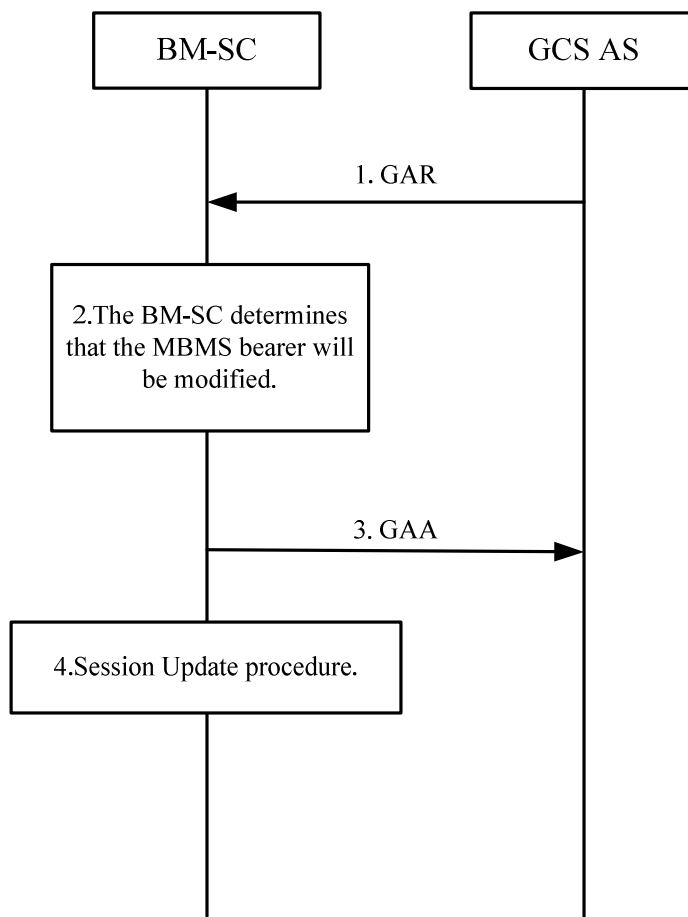 BM-SC
GCS AS
1. GAR
2.The BM-SC determines
that the MBMS bearer will
be modified.
3. GAA
4.Session Update procedure.